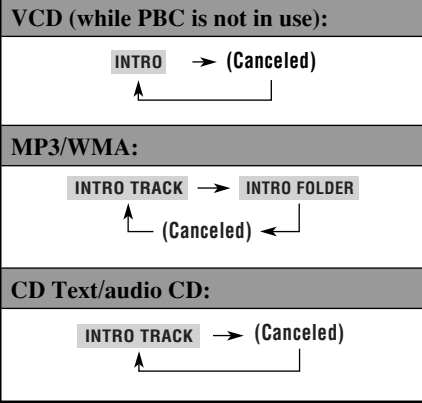 VCD (while PBC is not in use):
INTRO (Canceled)
MP3/WMA:
INTRO TRACK INTRO FOLDER
(Canceled)
CD Text/audio CD:
INTRO TRACK (Canceled)